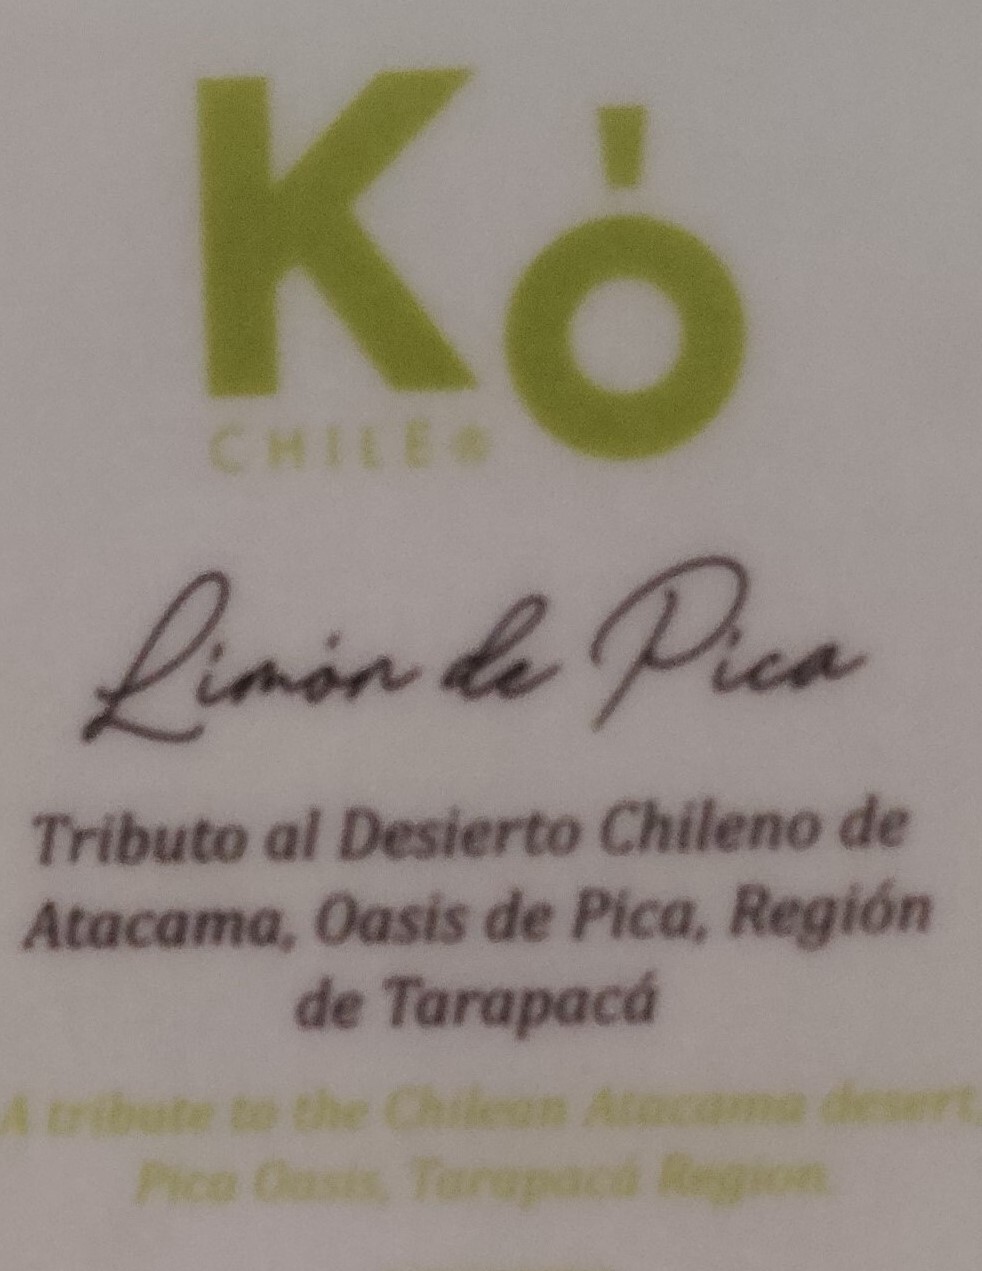 Kó
CHILE®
Limón de Pica
Tributo al Desierto Chileno de
Atacama, Oasis de Pica, Región
de Tarapacá
A tribute to the Chilean Atacama desert,
Pica Oasis, Tarapacá Region.